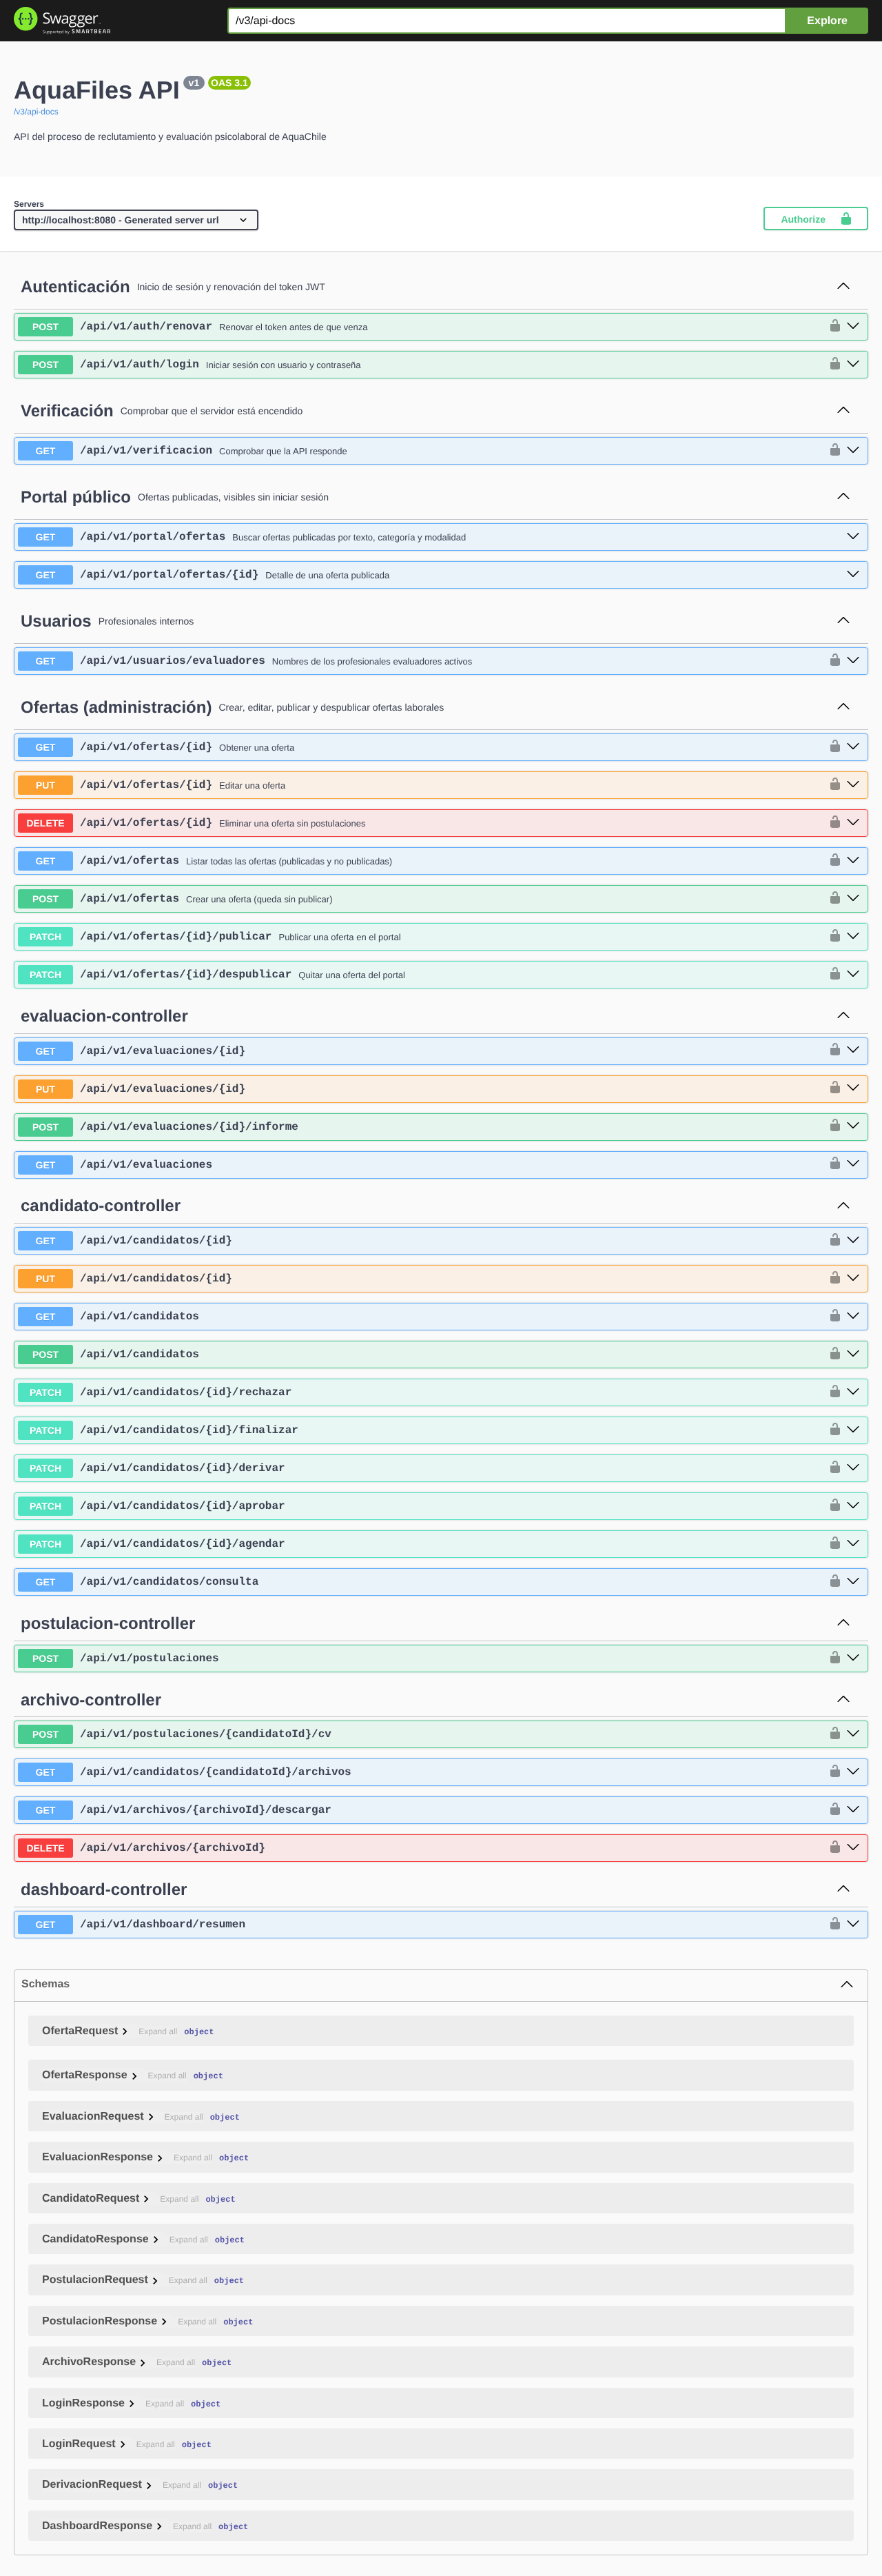 Swagger
Supported by SMARTBEAR
/v3/api-docs
Explore
AquaFiles API v1 OAS 3.1
/v3/api-docs
API del proceso de reclutamiento y evaluación psicolaboral de AquaChile
Servers
http://localhost:8080 - Generated server url
Authorize
Autenticación Inicio de sesión y renovación del token JWT
POST /api/v1/auth/renovar Renovar el token antes de que venza
POST /api/v1/auth/login Iniciar sesión con usuario y contraseña
Verificación Comprobar que el servidor está encendido
GET /api/v1/verificacion Comprobar que la API responde
Portal público Ofertas publicadas, visibles sin iniciar sesión
GET /api/v1/portal/ofertas Buscar ofertas publicadas por texto, categoría y modalidad
GET /api/v1/portal/ofertas/{id} Detalle de una oferta publicada
Usuarios Profesionales internos
GET /api/v1/usuarios/evaluadores Nombres de los profesionales evaluadores activos
Ofertas (administración) Crear, editar, publicar y despublicar ofertas laborales
GET /api/v1/ofertas/{id} Obtener una oferta
PUT /api/v1/ofertas/{id} Editar una oferta
DELETE /api/v1/ofertas/{id} Eliminar una oferta sin postulaciones
GET /api/v1/ofertas Listar todas las ofertas (publicadas y no publicadas)
POST /api/v1/ofertas Crear una oferta (queda sin publicar)
PATCH /api/v1/ofertas/{id}/publicar Publicar una oferta en el portal
PATCH /api/v1/ofertas/{id}/despublicar Quitar una oferta del portal
evaluacion-controller
GET /api/v1/evaluaciones/{id}
PUT /api/v1/evaluaciones/{id}
POST /api/v1/evaluaciones/{id}/informe
GET /api/v1/evaluaciones
candidato-controller
GET /api/v1/candidatos/{id}
PUT /api/v1/candidatos/{id}
GET /api/v1/candidatos
POST /api/v1/candidatos
PATCH /api/v1/candidatos/{id}/rechazar
PATCH /api/v1/candidatos/{id}/finalizar
PATCH /api/v1/candidatos/{id}/derivar
PATCH /api/v1/candidatos/{id}/aprobar
PATCH /api/v1/candidatos/{id}/agendar
GET /api/v1/candidatos/consulta
postulacion-controller
POST /api/v1/postulaciones
archivo-controller
POST /api/v1/postulaciones/{candidatoId}/cv
GET /api/v1/candidatos/{candidatoId}/archivos
GET /api/v1/archivos/{archivoId}/descargar
DELETE /api/v1/archivos/{archivoId}
dashboard-controller
GET /api/v1/dashboard/resumen
Schemas
OfertaRequest Expand all object
OfertaResponse Expand all object
EvaluacionRequest Expand all object
EvaluacionResponse Expand all object
CandidatoRequest Expand all object
CandidatoResponse Expand all object
PostulacionRequest Expand all object
PostulacionResponse Expand all object
ArchivoResponse Expand all object
LoginResponse Expand all object
LoginRequest Expand all object
DerivacionRequest Expand all object
DashboardResponse Expand all object